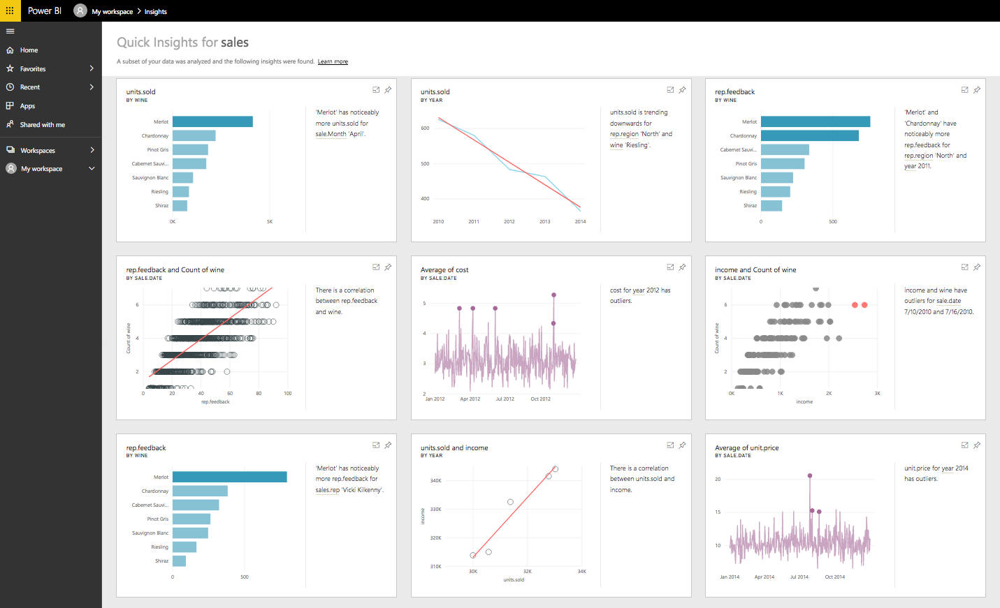 Power BI
My workspace > Insights
Home
Favorites
Recent
Apps
Shared with me
Workspaces
My workspace
Quick Insights for sales
A subset of your data was analyzed and the following insights were found. Learn more
units.sold
BY WINE
Merlot
Chardonnay
Pinot Gris
Cabernet Sauvi...
Sauvignon Blanc
Riesling
Shiraz
0K 5K
'Merlot' has noticeably
more units.sold for
sale.Month 'April'.
units.sold
BY YEAR
600
500
400
2010 2011 2012 2013 2014
units.sold is trending
downwards for
rep.region 'North' and
wine 'Riesling'.
rep.feedback
BY WINE
Merlot
Chardonnay
Cabernet Sauvi...
Pinot Gris
Sauvignon Blanc
Riesling
Shiraz
0 500
'Merlot' and
'Chardonnay' have
noticeably more
rep.feedback for
rep.region 'North' and
year 2011.
rep.feedback and Count of wine
BY SALE.DATE
Count of wine
6
4
2
0 20 40 60 80 100
rep.feedback
There is a correlation
between rep.feedback
and wine.
Average of cost
BY SALE.DATE
5
4
3
2
Jan 2012 Apr 2012 Jul 2012 Oct 2012
cost for year 2012 has
outliers.
income and Count of wine
BY SALE.DATE
Count of wine
6
4
2
0K 1K 2K 3K
income
income and wine have
outliers for sale.date
7/10/2010 and 7/16/2010.
rep.feedback
BY WINE
Merlot
Chardonnay
Cabernet Sauvi...
Pinot Gris
Sauvignon Blanc
Riesling
Shiraz
0 500
'Merlot' has noticeably
more rep.feedback for
sales.rep 'Vicki Kilkenny'.
units.sold and income
BY YEAR
income
340K
330K
320K
310K
30K 32K 34K
units.sold
There is a correlation
between units.sold and
income.
Average of unit.price
BY SALE.DATE
20
15
10
Jan 2014 Apr 2014 Jul 2014 Oct 2014
unit.price for year 2014
has outliers.